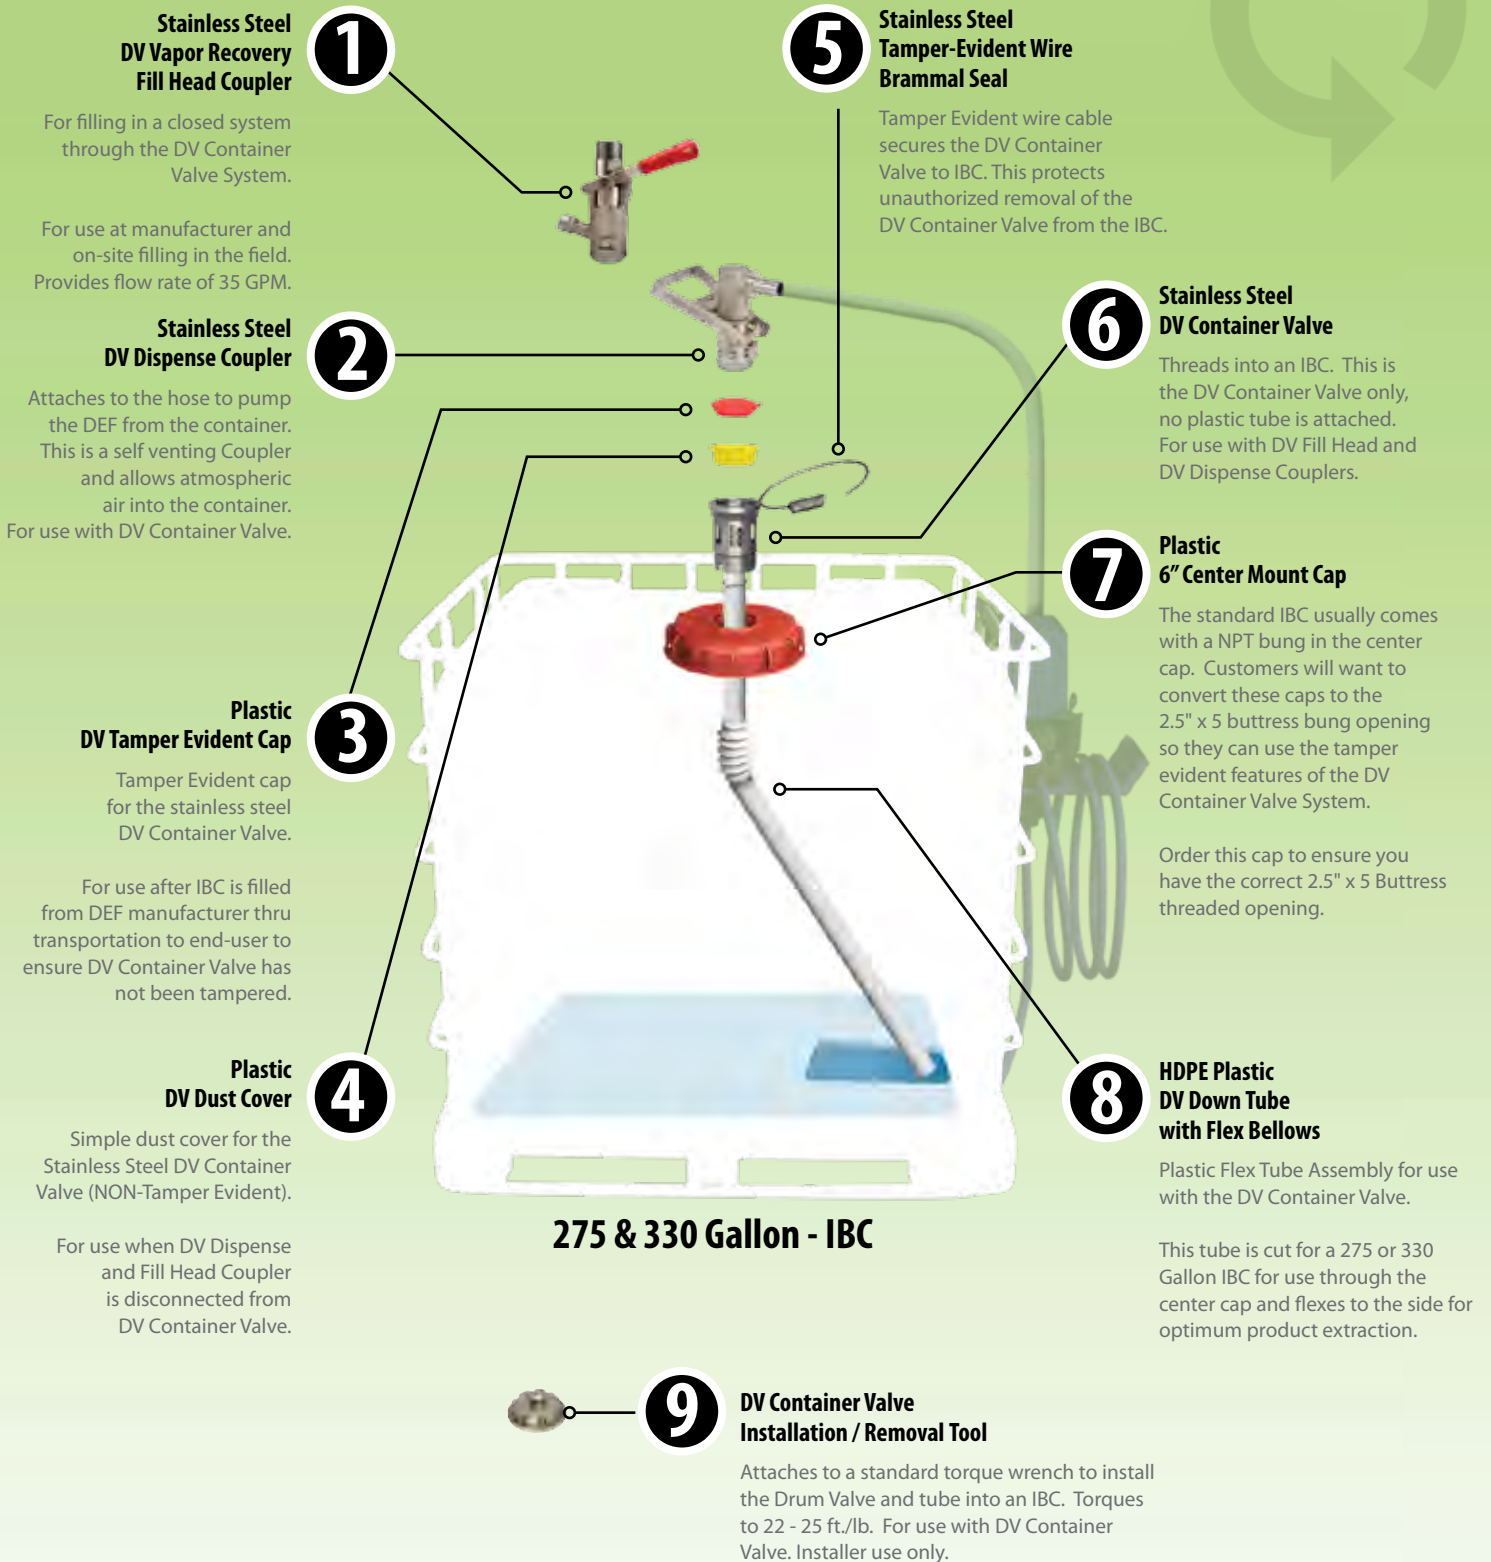 1
Stainless Steel
DV Vapor Recovery
Fill Head Coupler
For filling in a closed system
through the DV Container
Valve System.
For use at manufacturer and
on-site filling in the field.
Provides flow rate of 35 GPM.
2
Stainless Steel
DV Dispense Coupler
Attaches to the hose to pump
the DEF from the container.
This is a self venting Coupler
and allows atmospheric
air into the container.
For use with DV Container Valve.
3
Plastic
DV Tamper Evident Cap
Tamper Evident cap
for the stainless steel
DV Container Valve.
For use after IBC is filled
from DEF manufacturer thru
transportation to end-user to
ensure DV Container Valve has
not been tampered.
4
Plastic
DV Dust Cover
Simple dust cover for the
Stainless Steel DV Container
Valve (NON-Tamper Evident).
For use when DV Dispense
and Fill Head Coupler
is disconnected from
DV Container Valve.
5
Stainless Steel
Tamper-Evident Wire
Brammal Seal
Tamper Evident wire cable
secures the DV Container
Valve to IBC. This protects
unauthorized removal of the
DV Container Valve from the IBC.
6
Stainless Steel
DV Container Valve
Threads into an IBC.  This is
the DV Container Valve only,
no plastic tube is attached.
For use with DV Fill Head and
DV Dispense Couplers.
7
Plastic
6" Center Mount Cap
The standard IBC usually comes
with a NPT bung in the center
cap.  Customers will want to
convert these caps to the
2.5" x 5 buttress bung opening
so they can use the tamper
evident features of the DV
Container Valve System.
Order this cap to ensure you
have the correct 2.5" x 5 Buttress
threaded opening.
8
HDPE Plastic
DV Down Tube
with Flex Bellows
Plastic Flex Tube Assembly for use
with the DV Container Valve.
This tube is cut for a 275 or 330
Gallon IBC for use through the
center cap and flexes to the side for
optimum product extraction.
275 & 330 Gallon - IBC
9
DV Container Valve
Installation / Removal Tool
Attaches to a standard torque wrench to install
the Drum Valve and tube into an IBC.  Torques
to 22 - 25 ft./lb.  For use with DV Container
Valve. Installer use only.